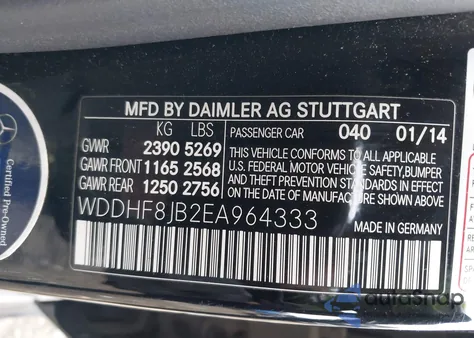 MFD BY DAIMLER AG STUTTGART
KG LBS
GVWR 2390 5269
GAWR FRONT 1165 2568
GAWR REAR 1250 2756
PASSENGER CAR 040 01/14
THIS VEHICLE CONFORMS TO ALL APPLICABLE
U.S. FEDERAL MOTOR VEHICLE SAFETY,BUMPER
AND THEFT PREVENTION STANDARDS IN EFFECT ON THE
DATE OF MANUFACTURE SHOWN ABOVE
WDDHF8JB2EA964333
MADE IN GERMANY
Certified Pre-Owned
autoSnap